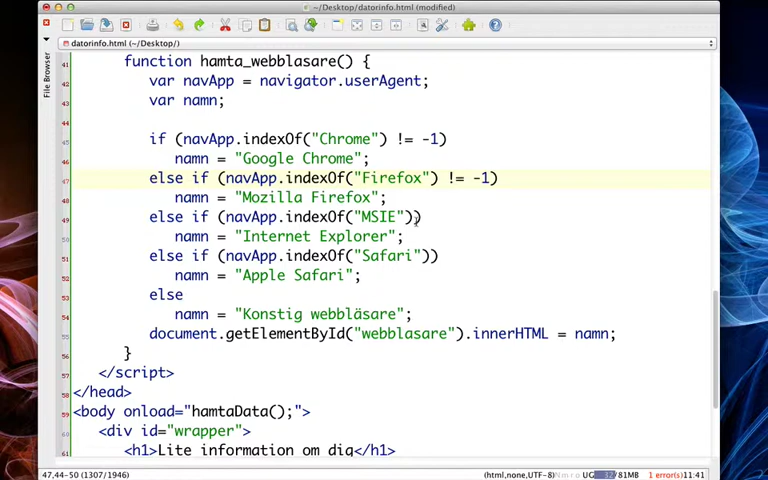 ~/Desktop/datorinfo.html (modified)
datorinfo.html (~/Desktop/)
File Browser
41 function hamta_webblasare() {
42 var navApp = navigator.userAgent;
43 var namn;
44
45 if (navApp.indexOf("Chrome") != -1)
46 namn = "Google Chrome";
47 else if (navApp.indexOf("Firefox") != -1)
48 namn = "Mozilla Firefox";
49 else if (navApp.indexOf("MSIE"))
50 namn = "Internet Explorer";
51 else if (navApp.indexOf("Safari"))
52 namn = "Apple Safari";
53 else
54 namn = "Konstig webbläsare";
55 document.getElementById("webblasare").innerHTML = namn;
56 }
57 </script>
58 </head>
59 <body onload="hamtaData();">
60 <div id="wrapper">
61 <h1>Lite information om dig</h1>
47,44-50 (1307/1946) (html,none,UTF-8) Nmro UG 81MB 1 error(s) 11:41